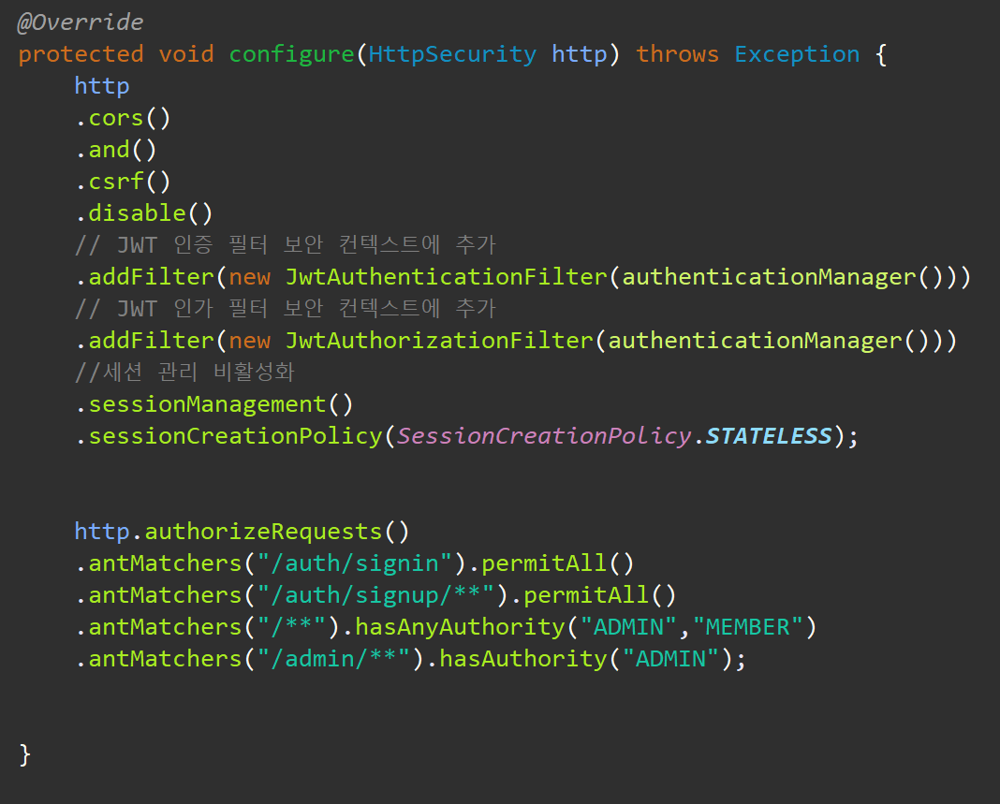 @Override
protected void configure(HttpSecurity http) throws Exception {
    http
    .cors()
    .and()
    .csrf()
    .disable()
    // JWT 인증 필터 보안 컨텍스트에 추가
    .addFilter(new JwtAuthenticationFilter(authenticationManager()))
    // JWT 인가 필터 보안 컨텍스트에 추가
    .addFilter(new JwtAuthorizationFilter(authenticationManager()))
    //세션 관리 비활성화
    .sessionManagement()
    .sessionCreationPolicy(SessionCreationPolicy.STATELESS);
    http.authorizeRequests()
    .antMatchers("/auth/signin").permitAll()
    .antMatchers("/auth/signup/**").permitAll()
    .antMatchers("/**").hasAnyAuthority("ADMIN","MEMBER")
    .antMatchers("/admin/**").hasAuthority("ADMIN");
}